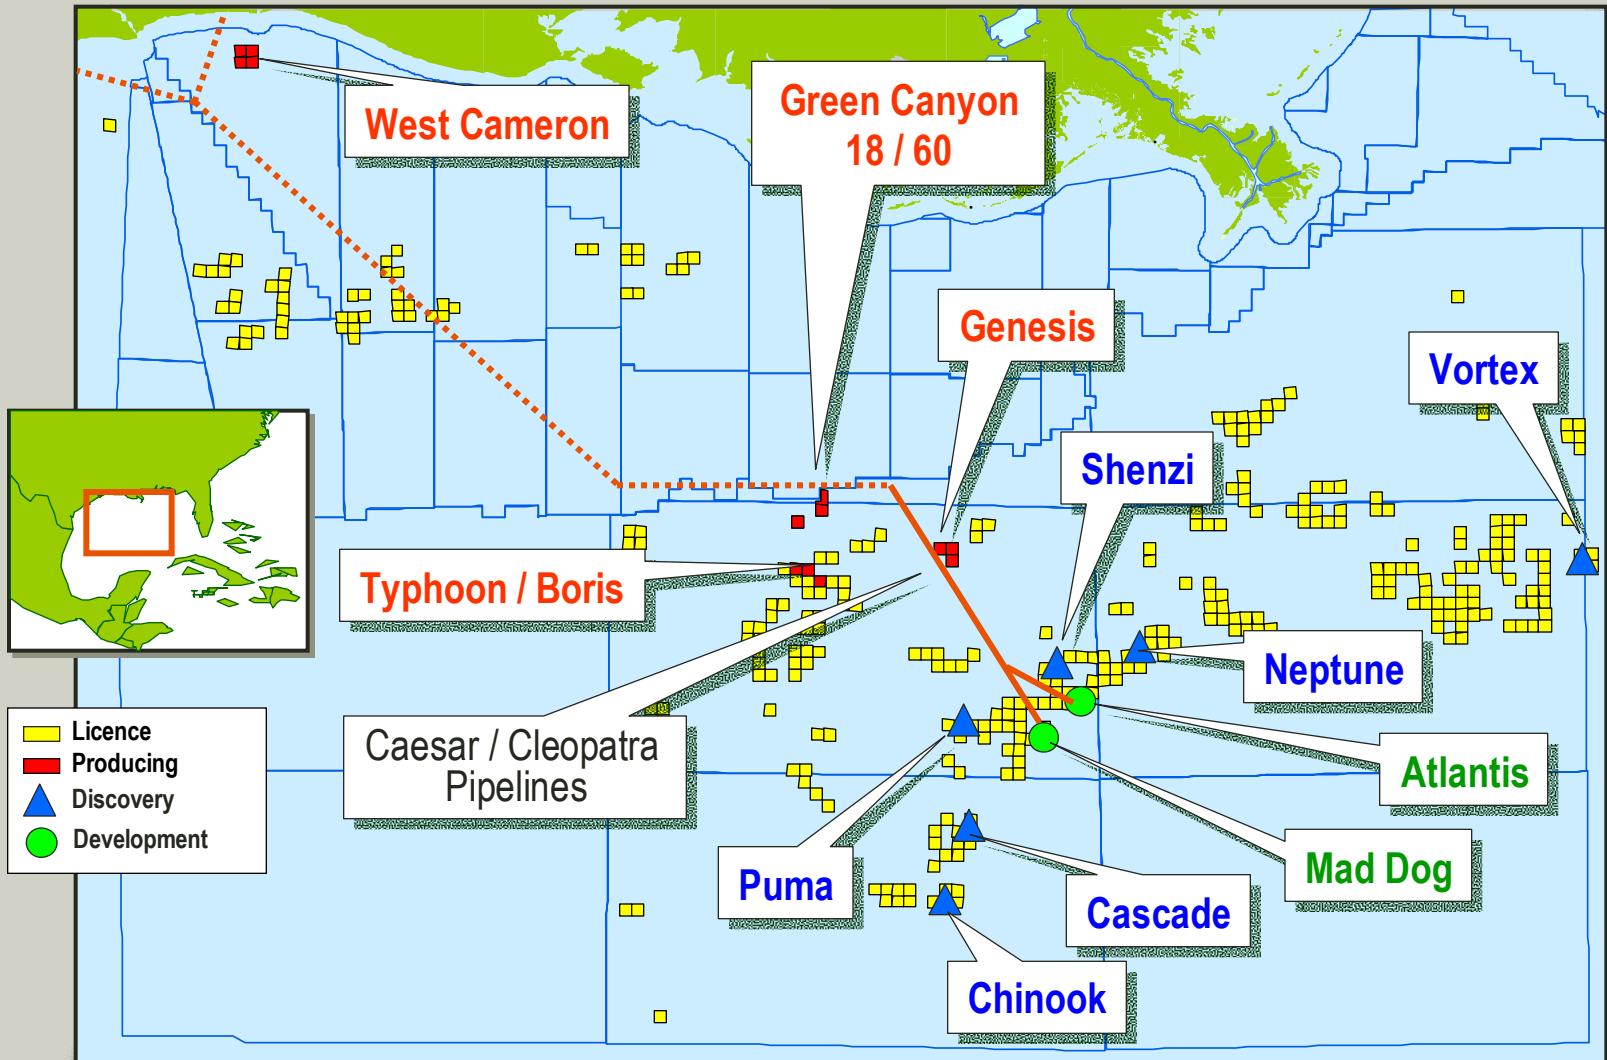 West Cameron
Green Canyon
18 / 60
Genesis
Vortex
Shenzi
Typhoon / Boris
Neptune
Caesar / Cleopatra
Pipelines
Atlantis
Mad Dog
Puma
Cascade
Chinook
Licence
Producing
Discovery
Development